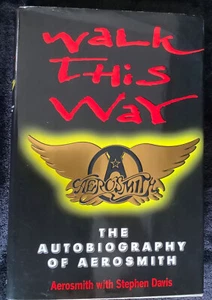 WaLK
THiS
WaY
AEROSMITH
THE
AUTOBIOGRAPHY
OF AEROSMITH
Aerosmith with Stephen Davis